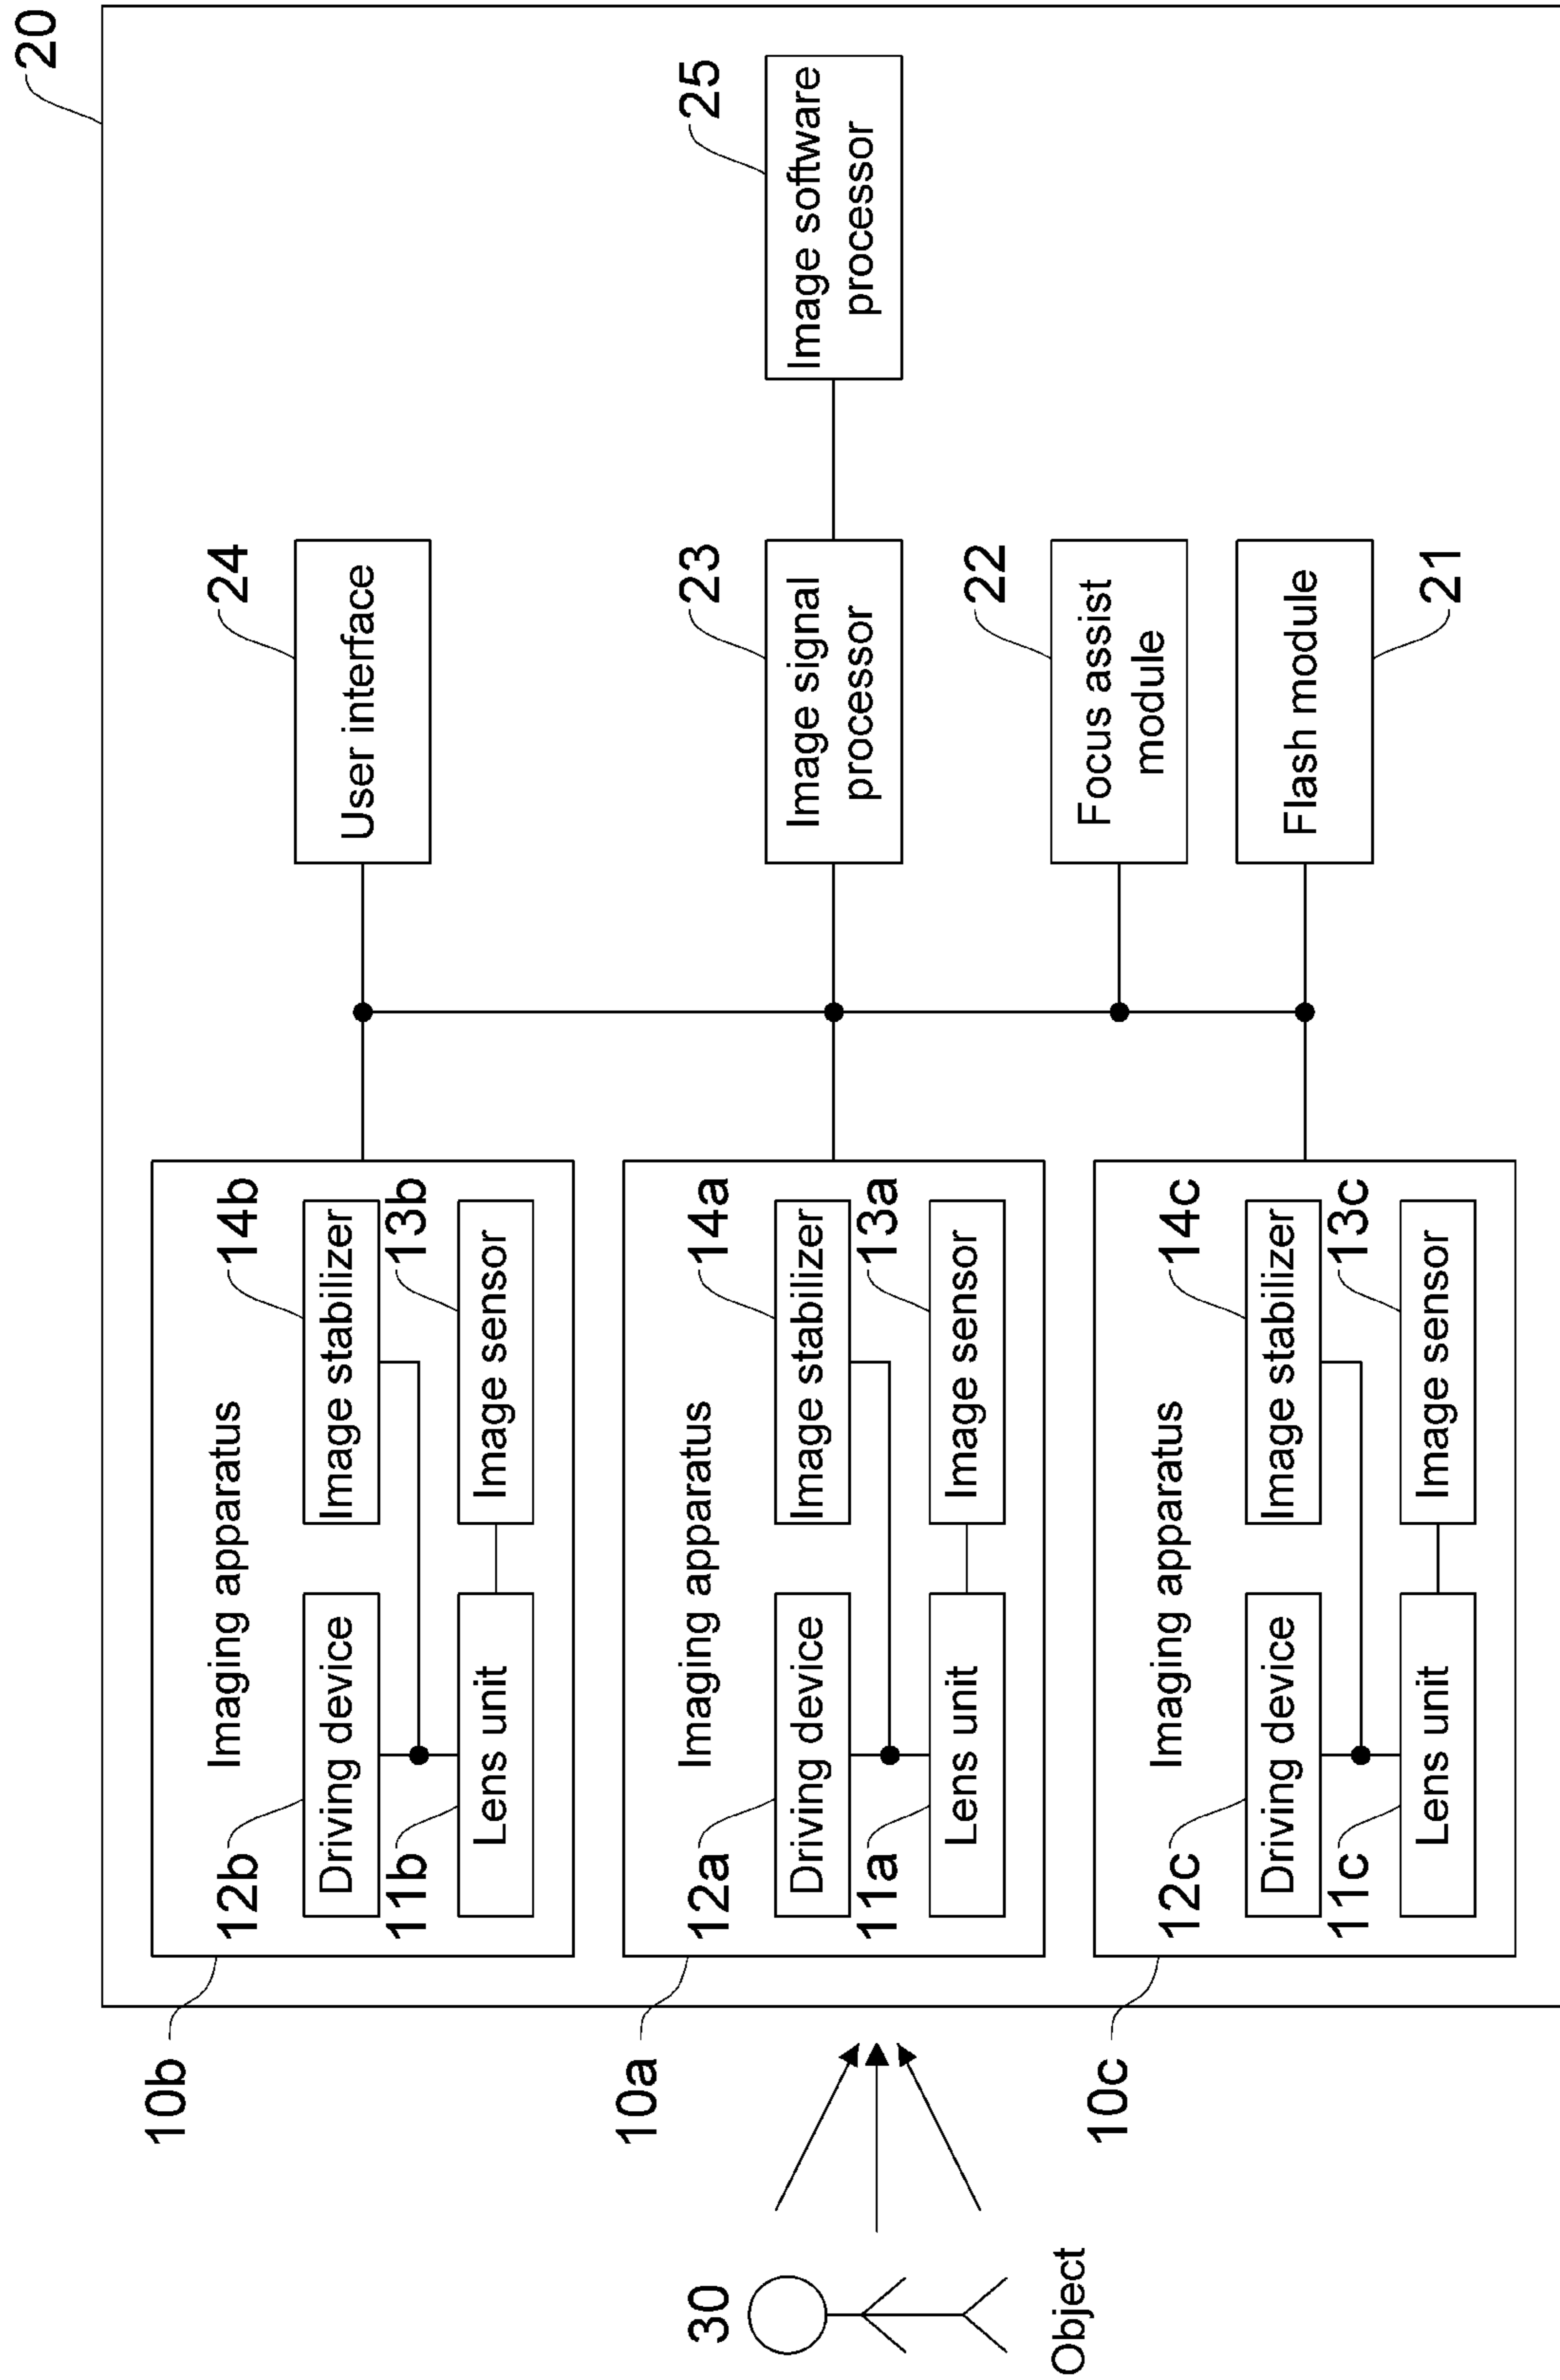 20
10b
Imaging apparatus
12b
Driving device
14b
Image stabilizer
11b
Lens unit
13b
Image sensor
24
User interface
10a
Imaging apparatus
12a
Driving device
14a
Image stabilizer
11a
Lens unit
13a
Image sensor
23
Image signal
processor
25
Image software
processor
30
Object
22
Focus assist
module
10c
Imaging apparatus
12c
Driving device
14c
Image stabilizer
11c
Lens unit
13c
Image sensor
Flash module
21